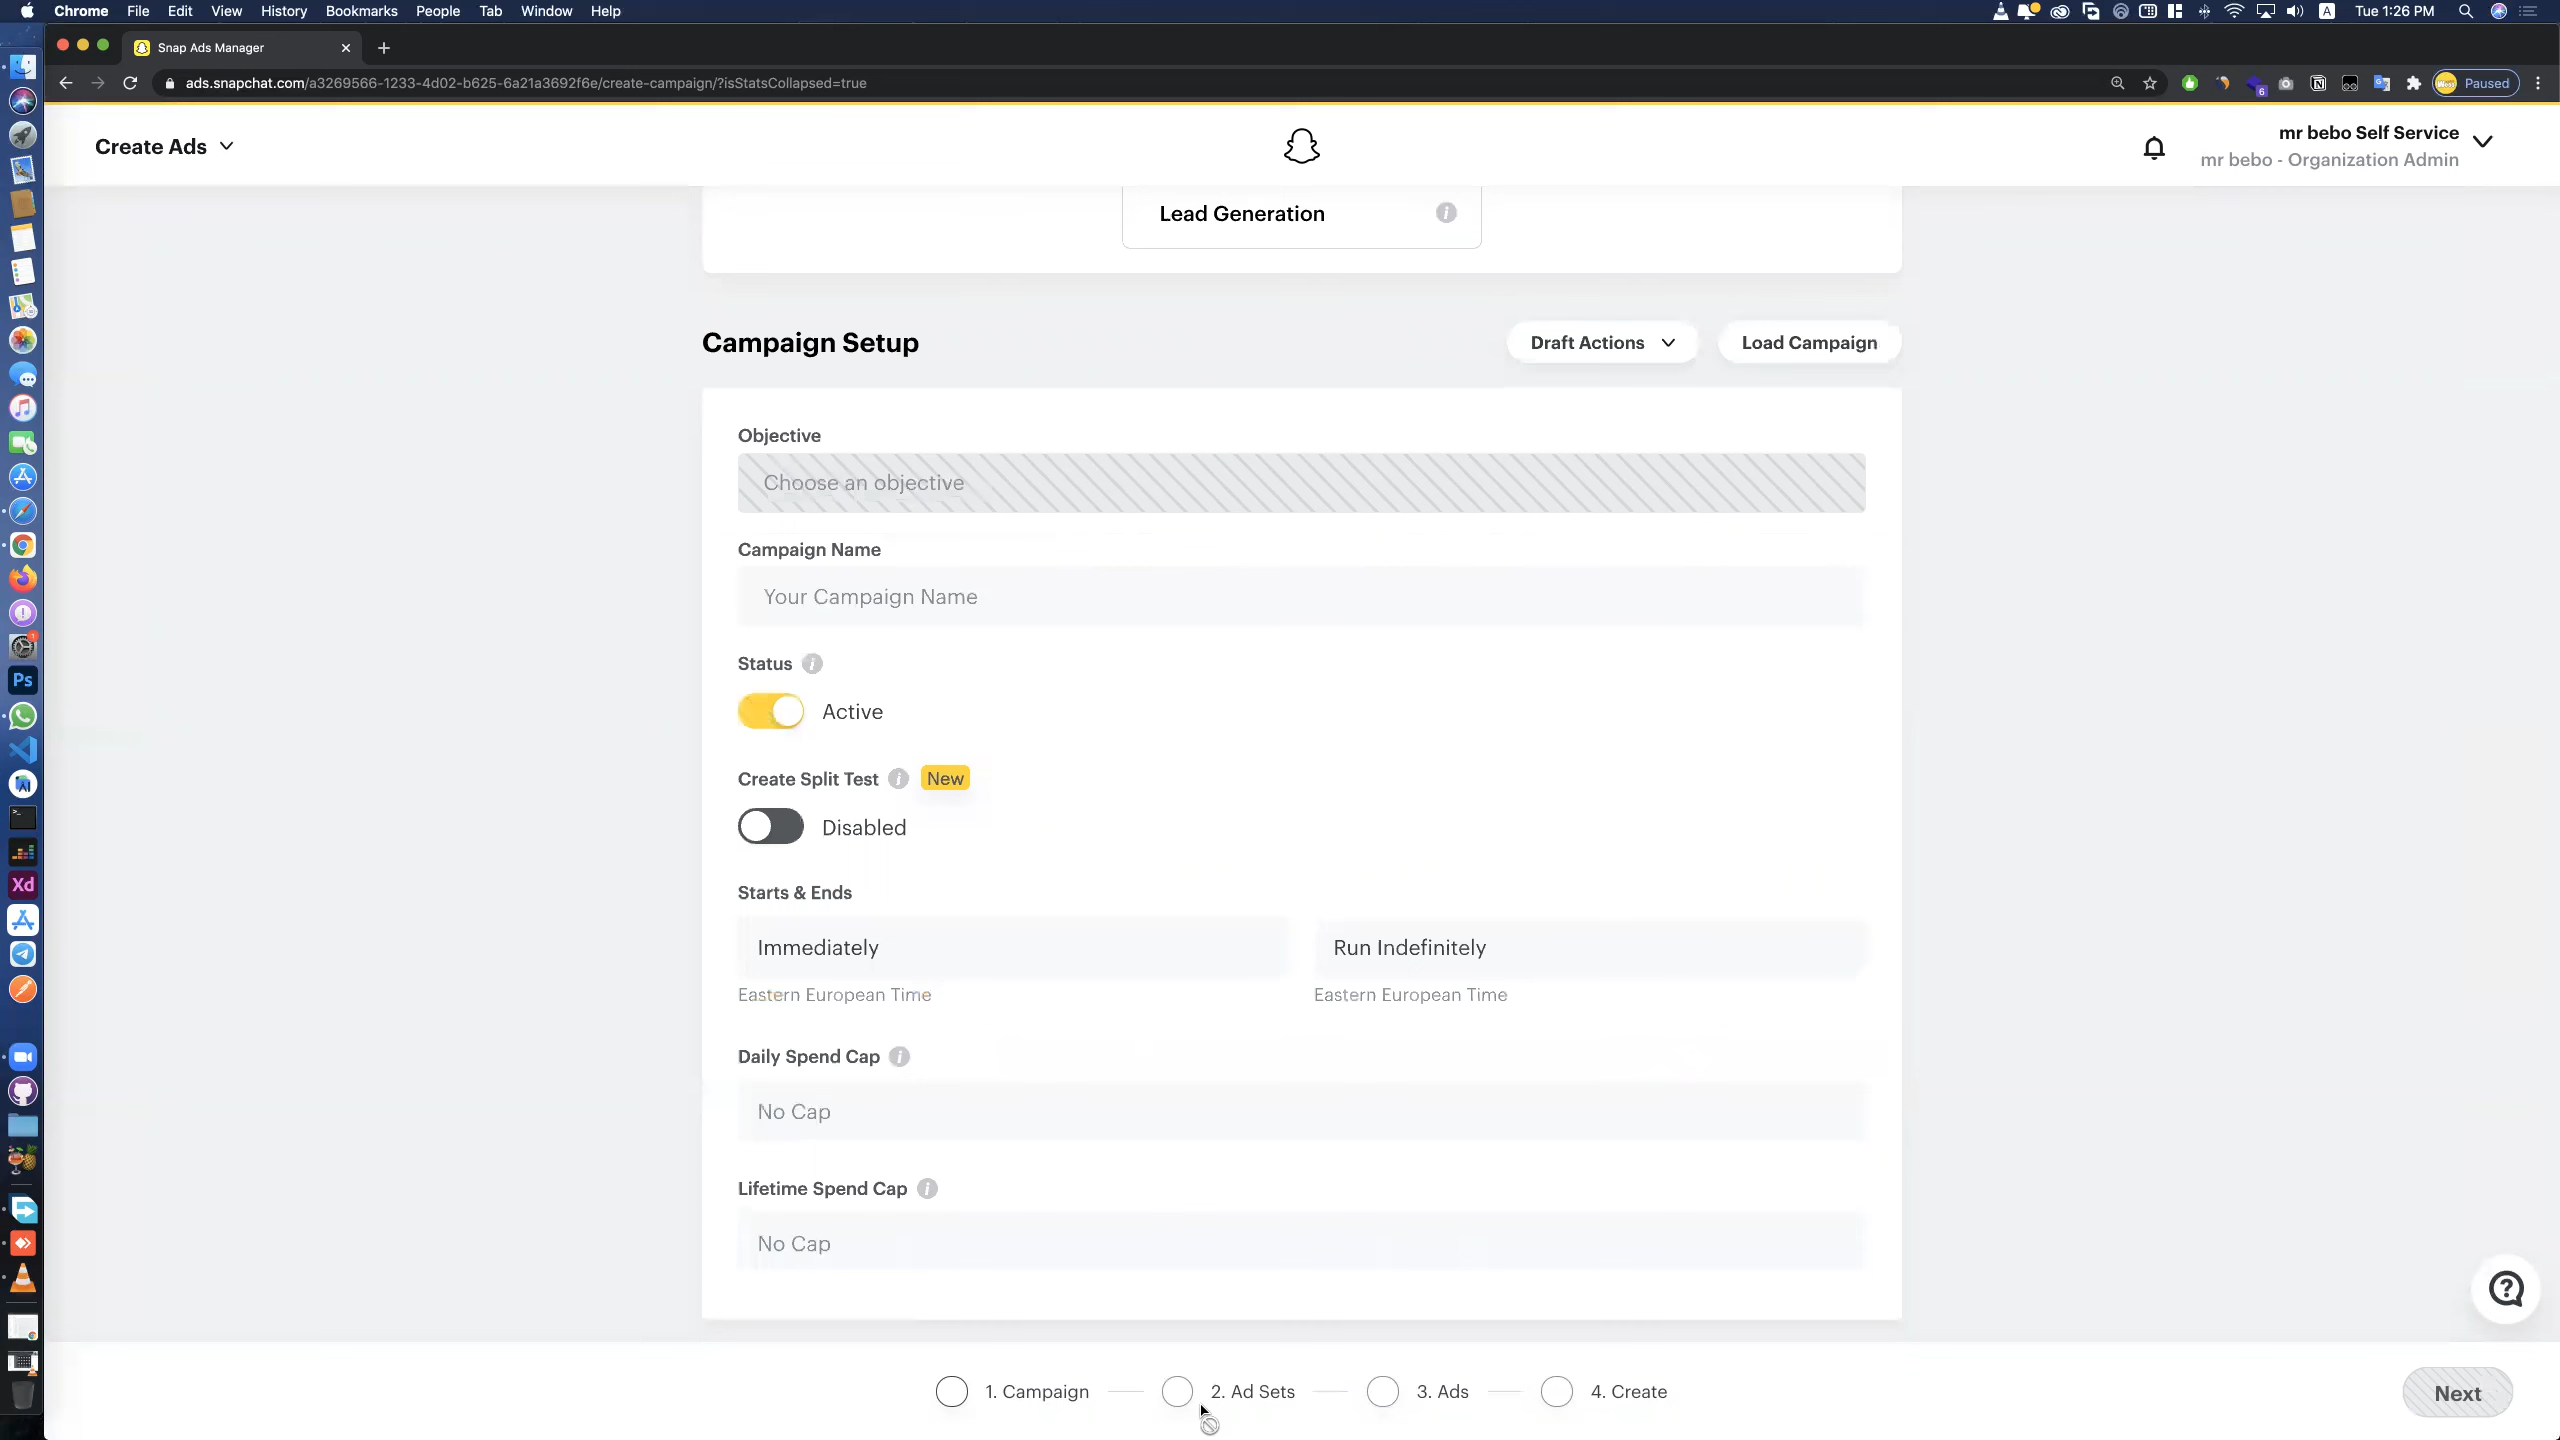 Chrome File Edit View History Bookmarks People Tab Window Help
A Tue 1:26 PM
Snap Ads Manager
ads.snapchat.com/a3269566-1233-4d02-b625-6a21a3692f6e/create-campaign/?isStatsCollapsed=true
6
Paused
Create Ads
mr bebo Self Service
mr bebo - Organization Admin
Lead Generation
Campaign Setup
Draft Actions
Load Campaign
Objective
Choose an objective
Campaign Name
Your Campaign Name
Status
Active
Create Split Test New
Disabled
Starts & Ends
Immediately
Run Indefinitely
Eastern European Time
Eastern European Time
Daily Spend Cap
No Cap
Lifetime Spend Cap
No Cap
1. Campaign
2. Ad Sets
3. Ads
4. Create
Next
Ps
Xd